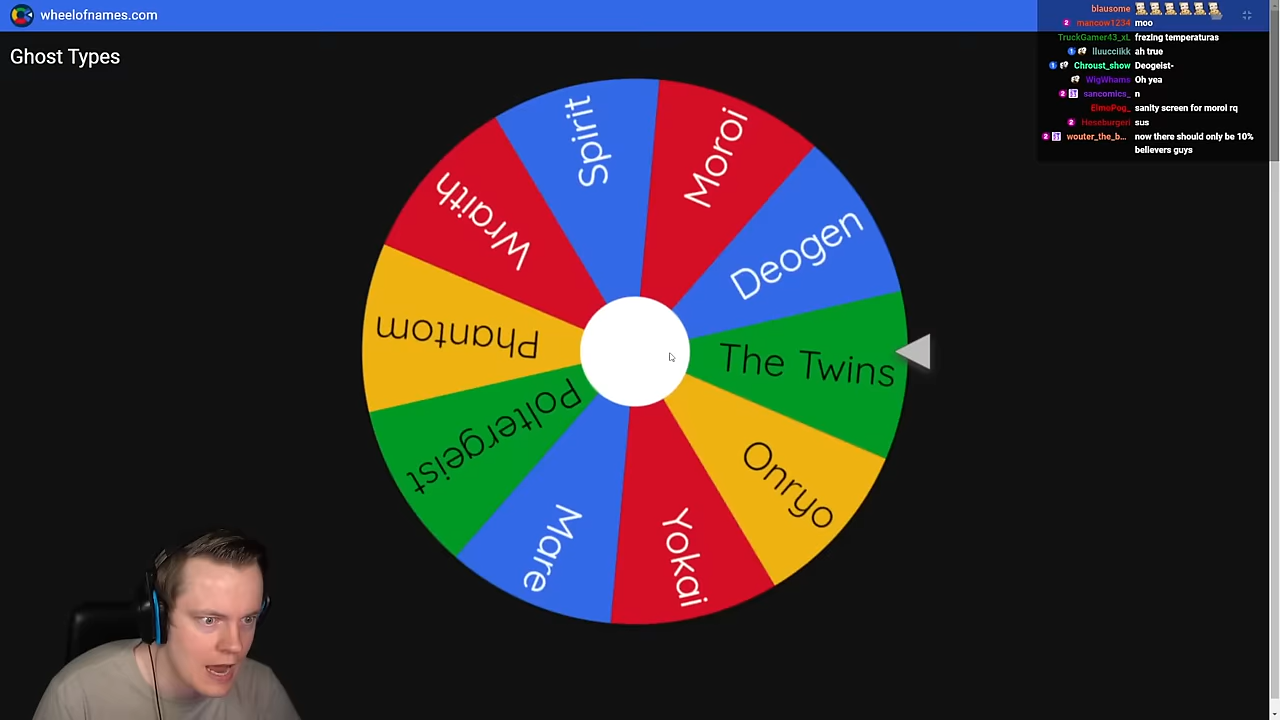 wheelofnames.com
Ghost Types
Spirit
Moroi
Deogen
The Twins
Onryo
Yokai
Mare
Poltergeist
Phantom
Wraith
blausome
mancow1234 moo
TruckGamer43_xL frezing temperaturas
lluucciikk ah true
Chroust_show Deogeist-
WigWhams Oh yea
sancomics_ n
ElmoPog_ sanity screen for moroi rq
Heseburgeri sus
wouter_the_b... now there should only be 10%
believers guys